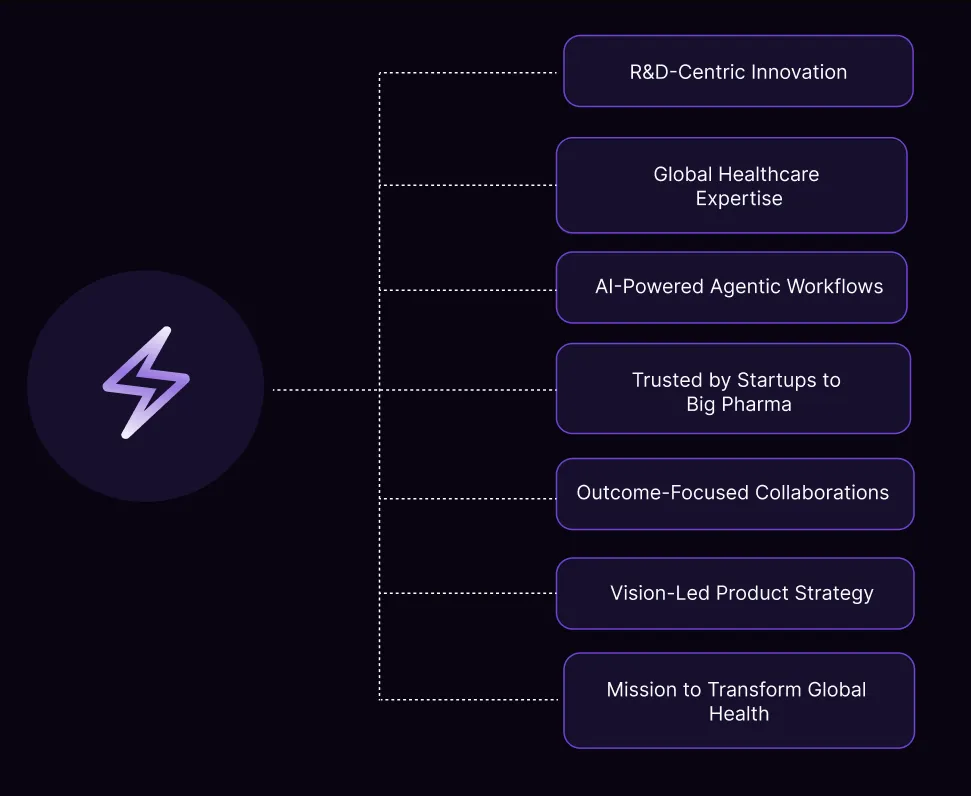 R&D-Centric Innovation
Global Healthcare
Expertise
AI-Powered Agentic Workflows
Trusted by Startups to
Big Pharma
Outcome-Focused Collaborations
Vision-Led Product Strategy
Mission to Transform Global
Health